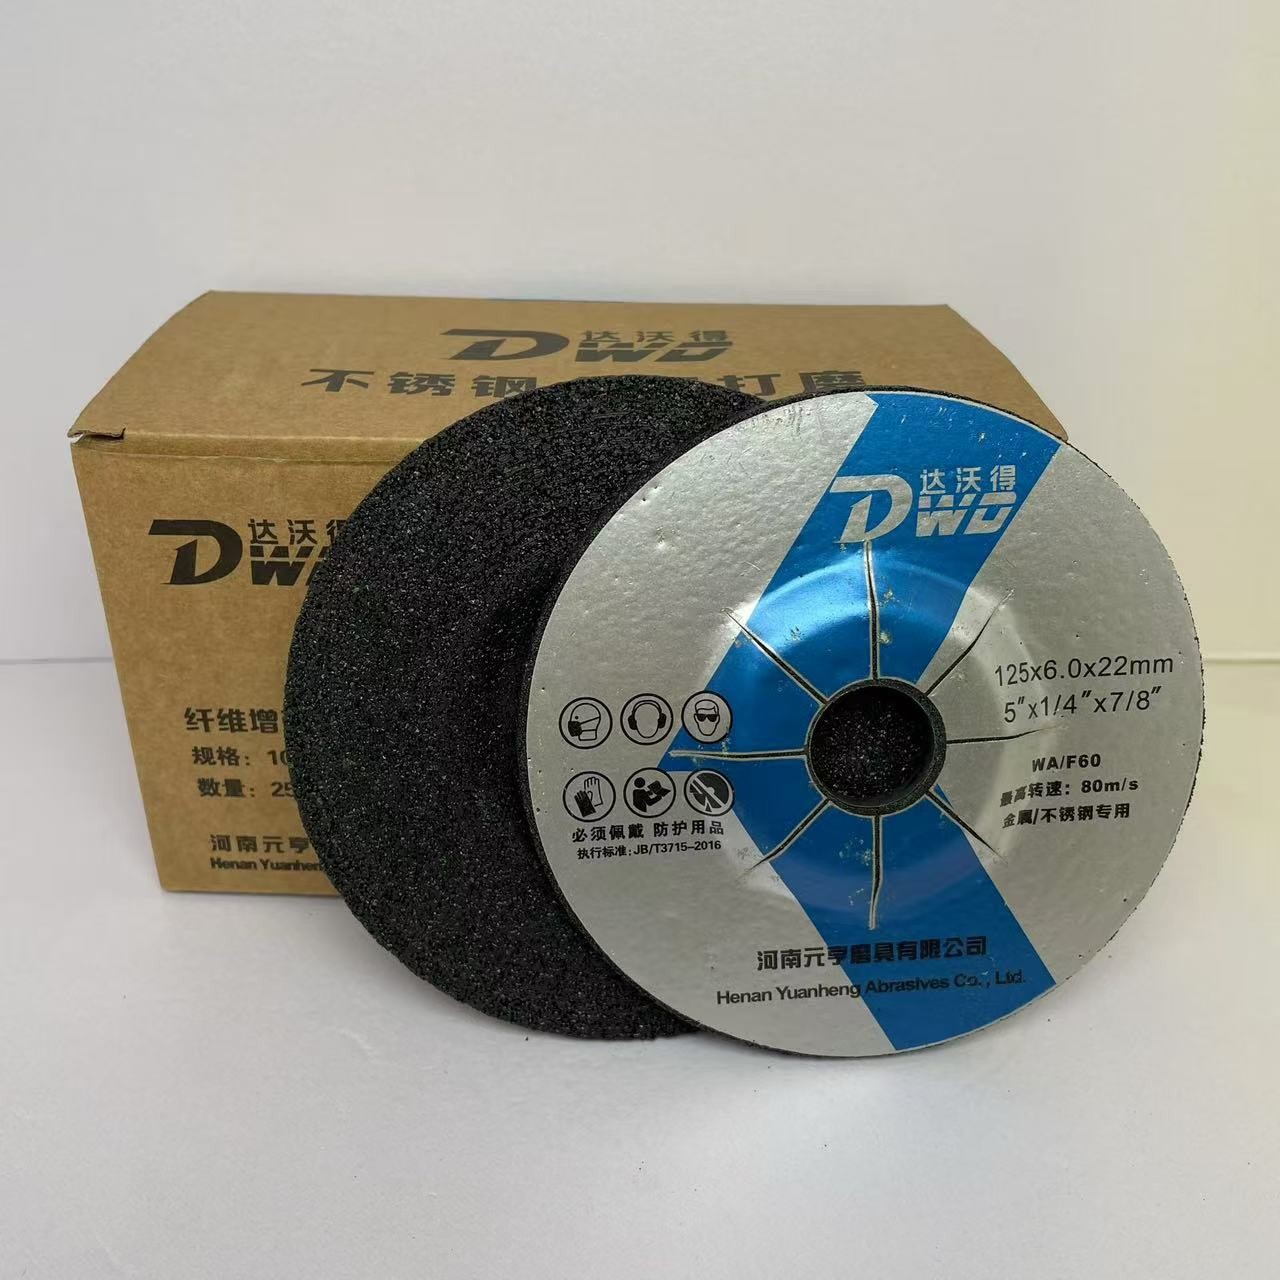 达沃得
DWD
不锈钢
打磨
达沃得
纤维增
规格：10
数量：25
河南元亨
Henan Yuanheng
达沃得
DWD
125x6.0x22mm
5"x1/4"x7/8"
WA/F60
最高转速：80m/s
金属/不锈钢专用
必须佩戴 防护用品
执行标准：JB/T3715-2016
河南元亨磨具有限公司
Henan Yuanheng Abrasives Co., Ltd.